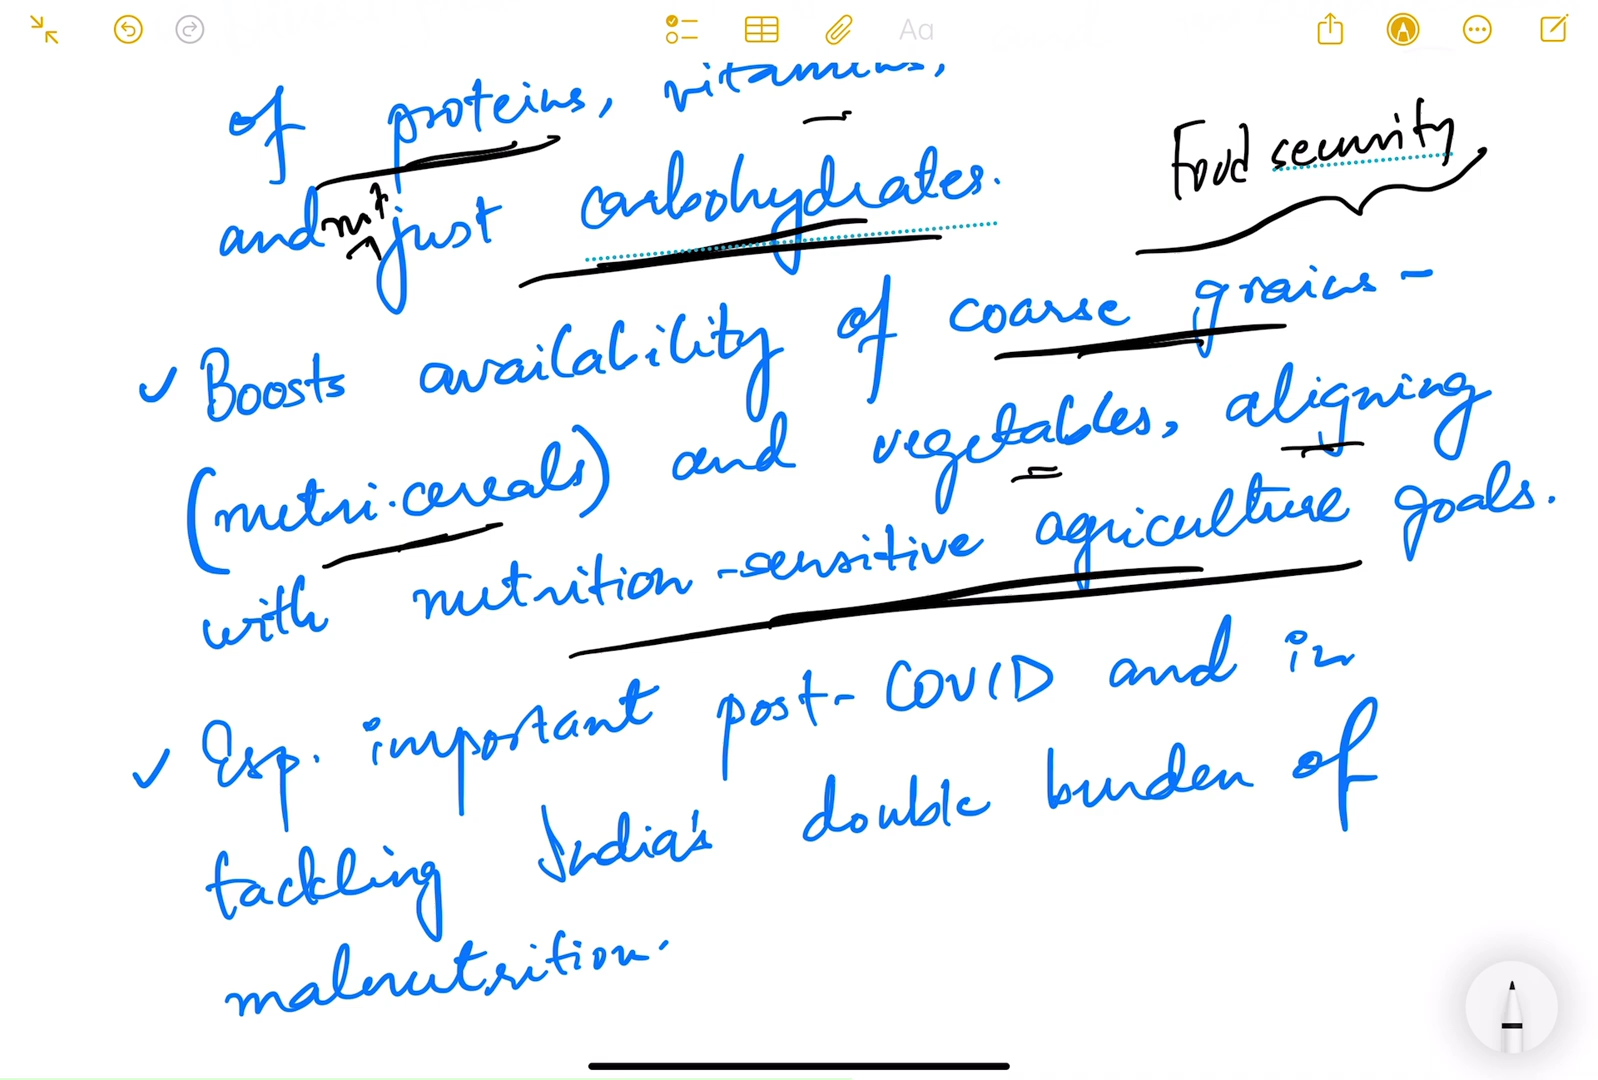 Aa
of proteins, vitamins,
Food security
and not just carbohydrates.
Boosts availability of coarse grains -
(nutri-cereals) and vegetables, aligning
with nutrition-sensitive agriculture goals.
Esp. important post-COVID and in
tackling India's double burden of
malnutrition.